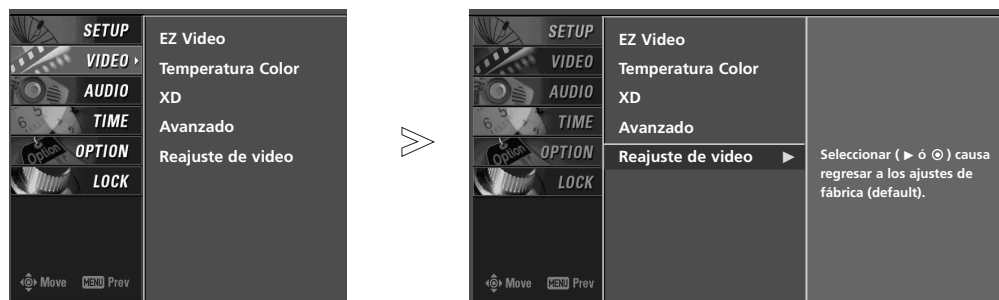 SETUP
VIDEO
AUDIO
TIME
OPTION
LOCK
Move MENU Prev
EZ Video
Temperatura Color
XD
Avanzado
Reajuste de video
SETUP
VIDEO
AUDIO
TIME
OPTION
LOCK
Move MENU Prev
EZ Video
Temperatura Color
XD
Avanzado
Reajuste de video ▶
Seleccionar ( ▶ ó ⊙ ) causa
regresar a los ajustes de
fábrica (default).